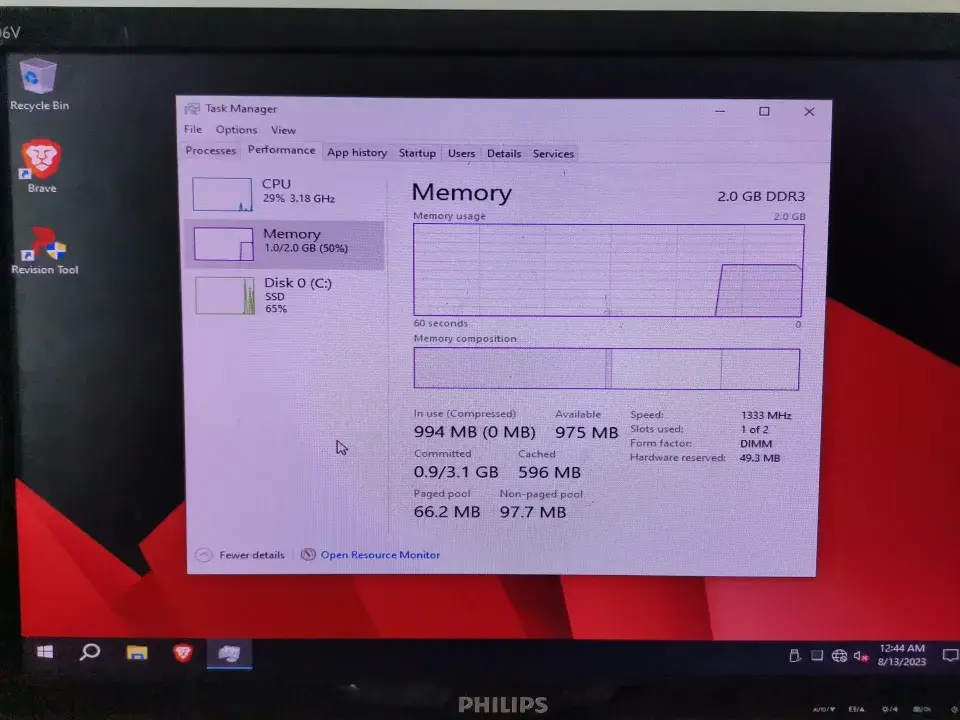 06V
Recycle Bin
Brave
Revision Tool
Task Manager
File Options View
Processes Performance App history Startup Users Details Services
CPU
29% 3.18 GHz
Memory
1.0/2.0 GB (50%)
Disk 0 (C:)
SSD
65%
Memory 2.0 GB DDR3
Memory usage 2.0 GB
60 seconds 0
Memory composition
In use (Compressed) Available
994 MB (0 MB) 975 MB
Committed Cached
0.9/3.1 GB 596 MB
Paged pool Non-paged pool
66.2 MB 97.7 MB
Speed: 1333 MHz
Slots used: 1 of 2
Form factor: DIMM
Hardware reserved: 49.3 MB
Fewer details Open Resource Monitor
12:44 AM
8/13/2023
PHILIPS